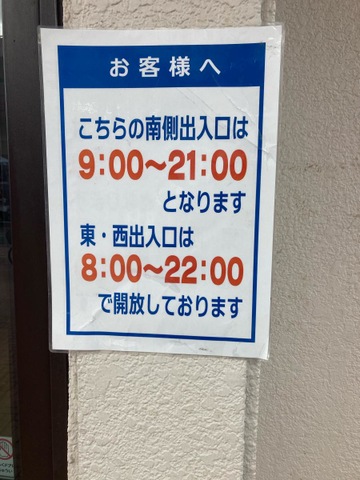 お客様へ
こちらの南側出入口は
9:00〜21:00
となります
東・西出入口は
8:00〜22:00
で開放しております